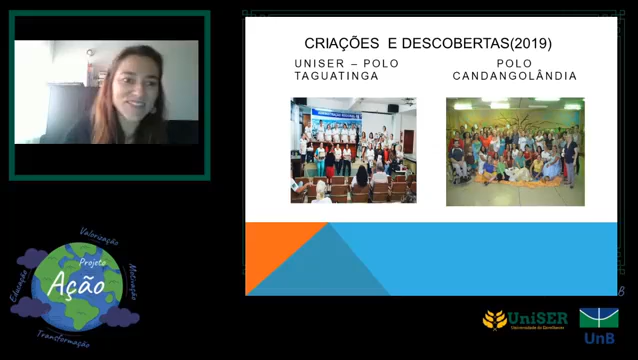 CRIAÇÕES E DESCOBERTAS(2019)
UNISER – POLO
TAGUATINGA
POLO
CANDANGOLÂNDIA
Valorização
Educação
Projeto
Ação
Motivação
Transformação
UniSER
UnB